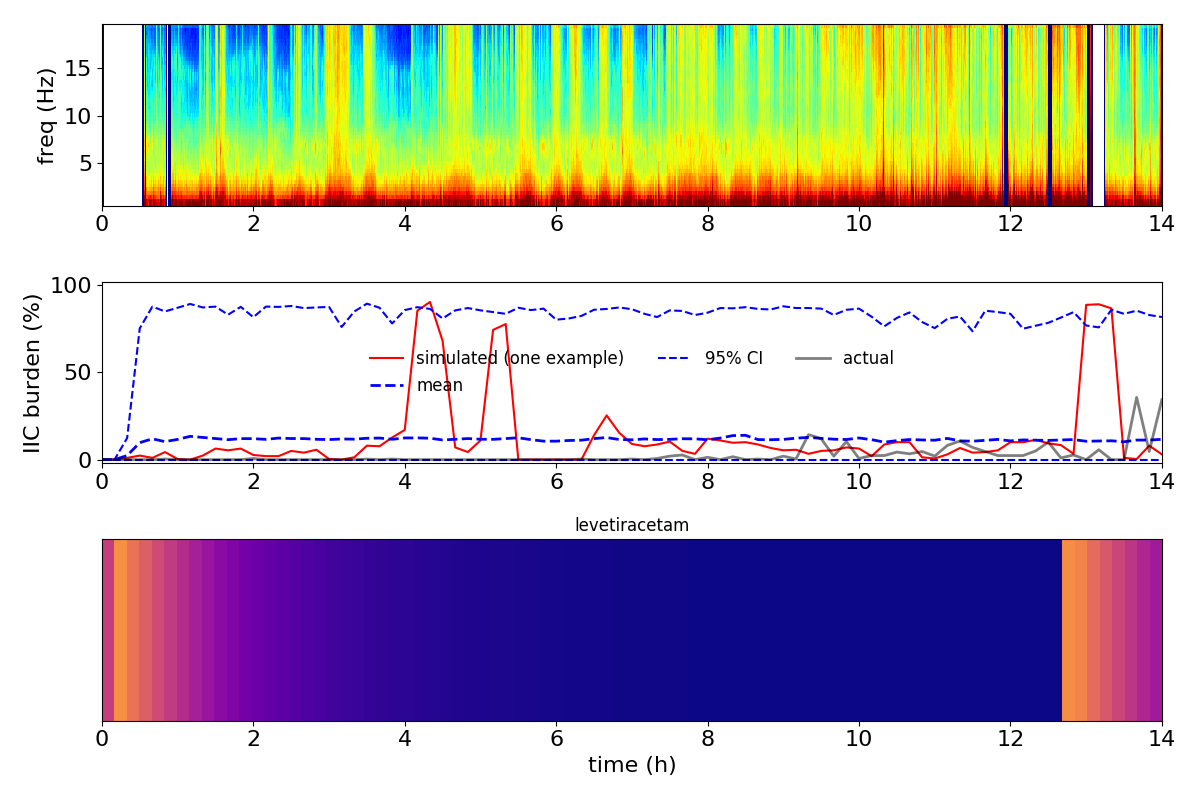 freq (Hz)
15
10
5
0 2 4 6 8 10 12 14
IIC burden (%)
100
50
0
simulated (one example) 95% CI actual
mean
0 2 4 6 8 10 12 14
levetiracetam
0 2 4 6 8 10 12 14
time (h)